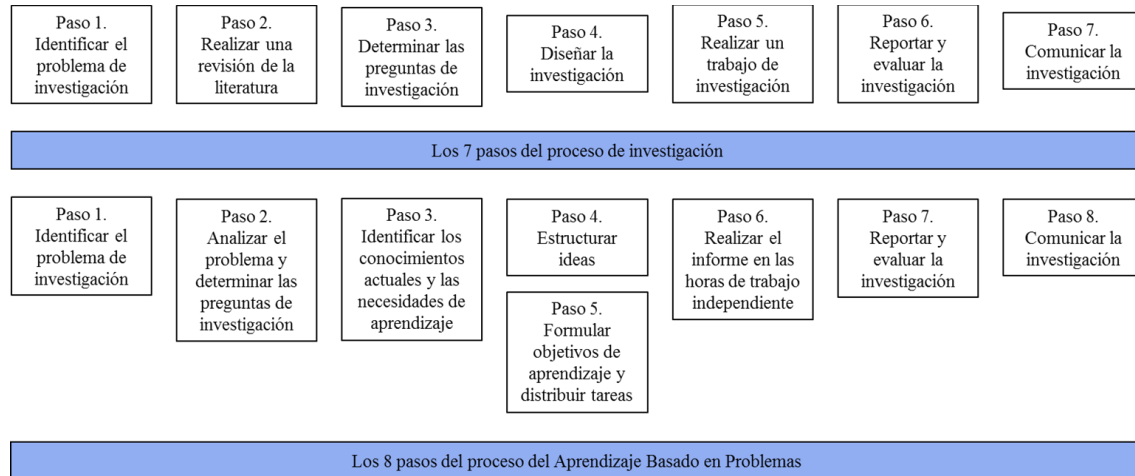 Paso 1.
Identificar el
problema de
investigación
Paso 2.
Realizar una
revisión de la
literatura
Paso 3.
Determinar las
preguntas de
investigación
Paso 4.
Diseñar la
investigación
Paso 5.
Realizar un
trabajo de
investigación
Paso 6.
Reportar y
evaluar la
investigación
Paso 7.
Comunicar la
investigación
Los 7 pasos del proceso de investigación
Paso 1.
Identificar el
problema de
investigación
Paso 2.
Analizar el
problema y
determinar las
preguntas de
investigación
Paso 3.
Identificar los
conocimientos
actuales y las
necesidades de
aprendizaje
Paso 4.
Estructurar
ideas
Paso 5.
Formular
objetivos de
aprendizaje y
distribuir tareas
Paso 6.
Realizar el
informe en las
horas de trabajo
independiente
Paso 7.
Reportar y
evaluar la
investigación
Paso 8.
Comunicar la
investigación
Los 8 pasos del proceso del Aprendizaje Basado en Problemas